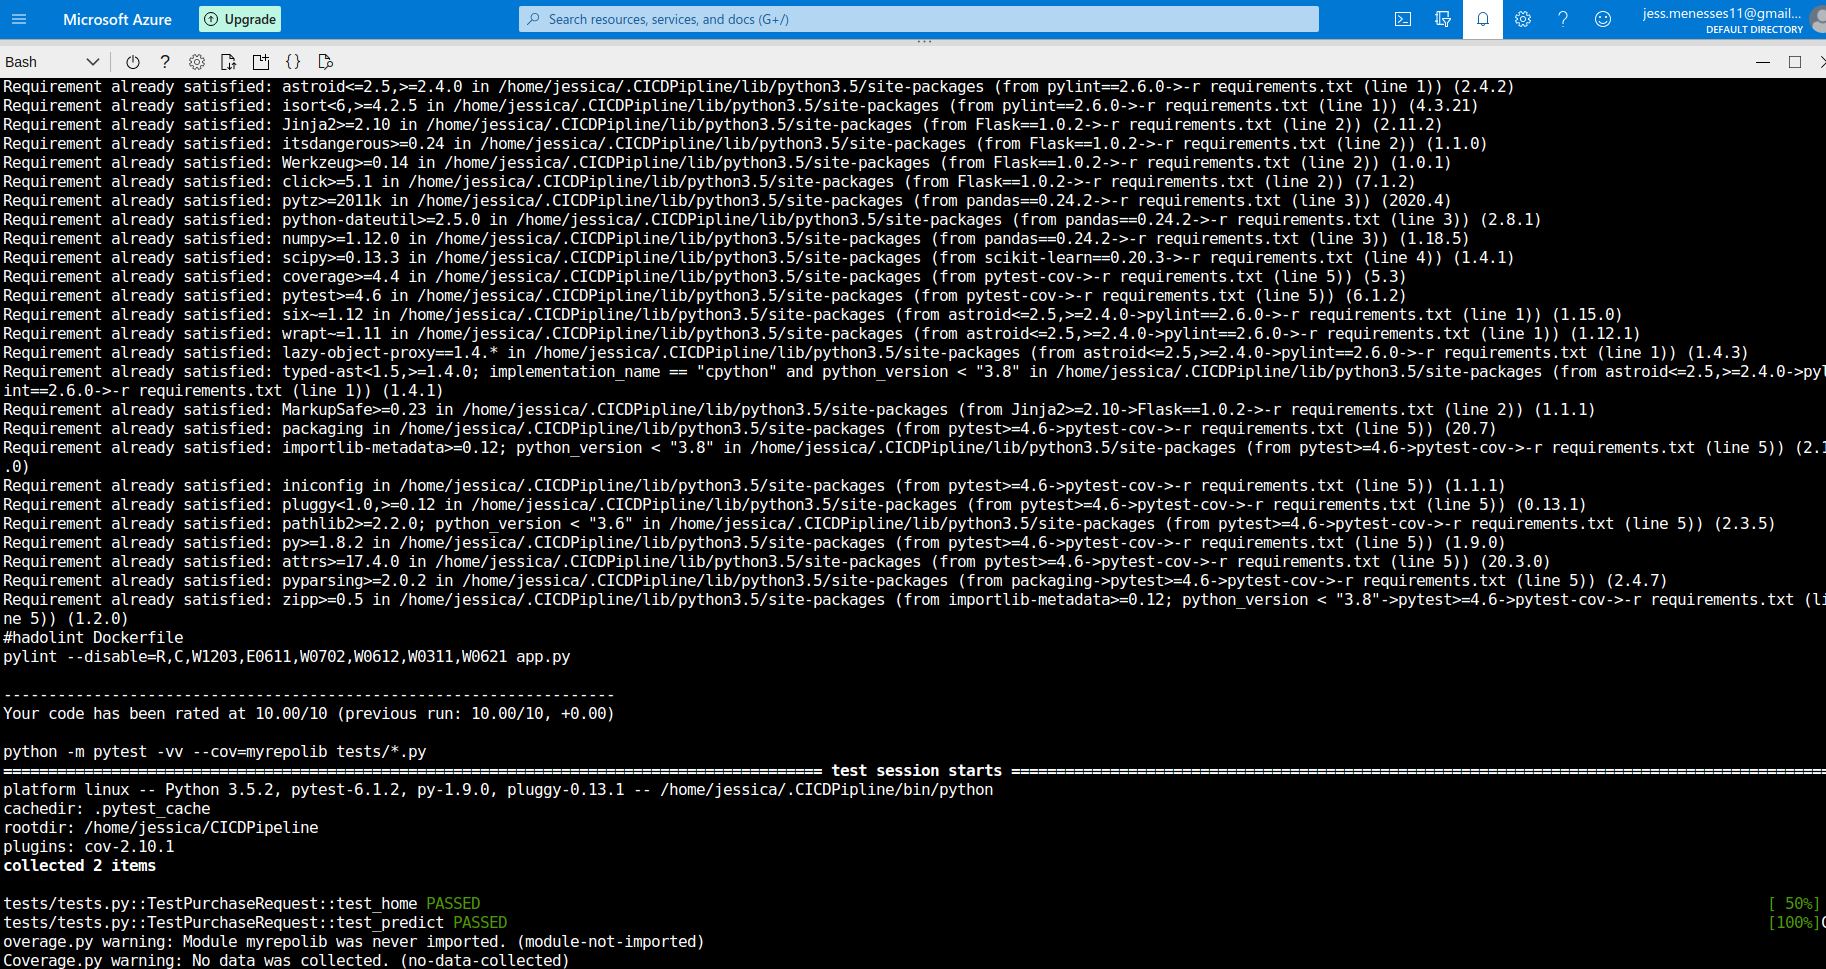 Microsoft Azure
Upgrade
Search resources, services, and docs (G+/)
jess.menesses11@gmail...
DEFAULT DIRECTORY
Bash
Requirement already satisfied: astroid<=2.5,>=2.4.0 in /home/jessica/.CICDPipline/lib/python3.5/site-packages (from pylint==2.6.0->-r requirements.txt (line 1)) (2.4.2)
Requirement already satisfied: isort<6,>=4.2.5 in /home/jessica/.CICDPipline/lib/python3.5/site-packages (from pylint==2.6.0->-r requirements.txt (line 1)) (4.3.21)
Requirement already satisfied: Jinja2>=2.10 in /home/jessica/.CICDPipline/lib/python3.5/site-packages (from Flask==1.0.2->-r requirements.txt (line 2)) (2.11.2)
Requirement already satisfied: itsdangerous>=0.24 in /home/jessica/.CICDPipline/lib/python3.5/site-packages (from Flask==1.0.2->-r requirements.txt (line 2)) (1.1.0)
Requirement already satisfied: Werkzeug>=0.14 in /home/jessica/.CICDPipline/lib/python3.5/site-packages (from Flask==1.0.2->-r requirements.txt (line 2)) (1.0.1)
Requirement already satisfied: click>=5.1 in /home/jessica/.CICDPipline/lib/python3.5/site-packages (from Flask==1.0.2->-r requirements.txt (line 2)) (7.1.2)
Requirement already satisfied: pytz>=2011k in /home/jessica/.CICDPipline/lib/python3.5/site-packages (from pandas==0.24.2->-r requirements.txt (line 3)) (2020.4)
Requirement already satisfied: python-dateutil>=2.5.0 in /home/jessica/.CICDPipline/lib/python3.5/site-packages (from pandas==0.24.2->-r requirements.txt (line 3)) (2.8.1)
Requirement already satisfied: numpy>=1.12.0 in /home/jessica/.CICDPipline/lib/python3.5/site-packages (from pandas==0.24.2->-r requirements.txt (line 3)) (1.18.5)
Requirement already satisfied: scipy>=0.13.3 in /home/jessica/.CICDPipline/lib/python3.5/site-packages (from scikit-learn==0.20.3->-r requirements.txt (line 4)) (1.4.1)
Requirement already satisfied: coverage>=4.4 in /home/jessica/.CICDPipline/lib/python3.5/site-packages (from pytest-cov->-r requirements.txt (line 5)) (5.3)
Requirement already satisfied: pytest>=4.6 in /home/jessica/.CICDPipline/lib/python3.5/site-packages (from pytest-cov->-r requirements.txt (line 5)) (6.1.2)
Requirement already satisfied: six~=1.12 in /home/jessica/.CICDPipline/lib/python3.5/site-packages (from astroid<=2.5,>=2.4.0->pylint==2.6.0->-r requirements.txt (line 1)) (1.15.0)
Requirement already satisfied: wrapt~=1.11 in /home/jessica/.CICDPipline/lib/python3.5/site-packages (from astroid<=2.5,>=2.4.0->pylint==2.6.0->-r requirements.txt (line 1)) (1.12.1)
Requirement already satisfied: lazy-object-proxy==1.4.* in /home/jessica/.CICDPipline/lib/python3.5/site-packages (from astroid<=2.5,>=2.4.0->pylint==2.6.0->-r requirements.txt (line 1)) (1.4.3)
Requirement already satisfied: typed-ast<1.5,>=1.4.0; implementation_name == "cpython" and python_version < "3.8" in /home/jessica/.CICDPipline/lib/python3.5/site-packages (from astroid<=2.5,>=2.4.0->pyl
int==2.6.0->-r requirements.txt (line 1)) (1.4.1)
Requirement already satisfied: MarkupSafe>=0.23 in /home/jessica/.CICDPipline/lib/python3.5/site-packages (from Jinja2>=2.10->Flask==1.0.2->-r requirements.txt (line 2)) (1.1.1)
Requirement already satisfied: packaging in /home/jessica/.CICDPipline/lib/python3.5/site-packages (from pytest>=4.6->pytest-cov->-r requirements.txt (line 5)) (20.7)
Requirement already satisfied: importlib-metadata>=0.12; python_version < "3.8" in /home/jessica/.CICDPipline/lib/python3.5/site-packages (from pytest>=4.6->pytest-cov->-r requirements.txt (line 5)) (2.1
.0)
Requirement already satisfied: iniconfig in /home/jessica/.CICDPipline/lib/python3.5/site-packages (from pytest>=4.6->pytest-cov->-r requirements.txt (line 5)) (1.1.1)
Requirement already satisfied: pluggy<1.0,>=0.12 in /home/jessica/.CICDPipline/lib/python3.5/site-packages (from pytest>=4.6->pytest-cov->-r requirements.txt (line 5)) (0.13.1)
Requirement already satisfied: pathlib2>=2.2.0; python_version < "3.6" in /home/jessica/.CICDPipline/lib/python3.5/site-packages (from pytest>=4.6->pytest-cov->-r requirements.txt (line 5)) (2.3.5)
Requirement already satisfied: py>=1.8.2 in /home/jessica/.CICDPipline/lib/python3.5/site-packages (from pytest>=4.6->pytest-cov->-r requirements.txt (line 5)) (1.9.0)
Requirement already satisfied: attrs>=17.4.0 in /home/jessica/.CICDPipline/lib/python3.5/site-packages (from pytest>=4.6->pytest-cov->-r requirements.txt (line 5)) (20.3.0)
Requirement already satisfied: pyparsing>=2.0.2 in /home/jessica/.CICDPipline/lib/python3.5/site-packages (from packaging->pytest>=4.6->pytest-cov->-r requirements.txt (line 5)) (2.4.7)
Requirement already satisfied: zipp>=0.5 in /home/jessica/.CICDPipline/lib/python3.5/site-packages (from importlib-metadata>=0.12; python_version < "3.8"->pytest>=4.6->pytest-cov->-r requirements.txt (li
ne 5)) (1.2.0)
#hadolint Dockerfile
pylint --disable=R,C,W1203,E0611,W0702,W0612,W0311,W0621 app.py
--------------------------------------------------------------------
Your code has been rated at 10.00/10 (previous run: 10.00/10, +0.00)
python -m pytest -vv --cov=myrepolib tests/*.py
=========================================================================================== test session starts ===========================================================================================
platform linux -- Python 3.5.2, pytest-6.1.2, py-1.9.0, pluggy-0.13.1 -- /home/jessica/.CICDPipline/bin/python
cachedir: .pytest_cache
rootdir: /home/jessica/CICDPipeline
plugins: cov-2.10.1
collected 2 items
tests/tests.py::TestPurchaseRequest::test_home PASSED [ 50%]
tests/tests.py::TestPurchaseRequest::test_predict PASSED [100%]C
overage.py warning: Module myrepolib was never imported. (module-not-imported)
Coverage.py warning: No data was collected. (no-data-collected)